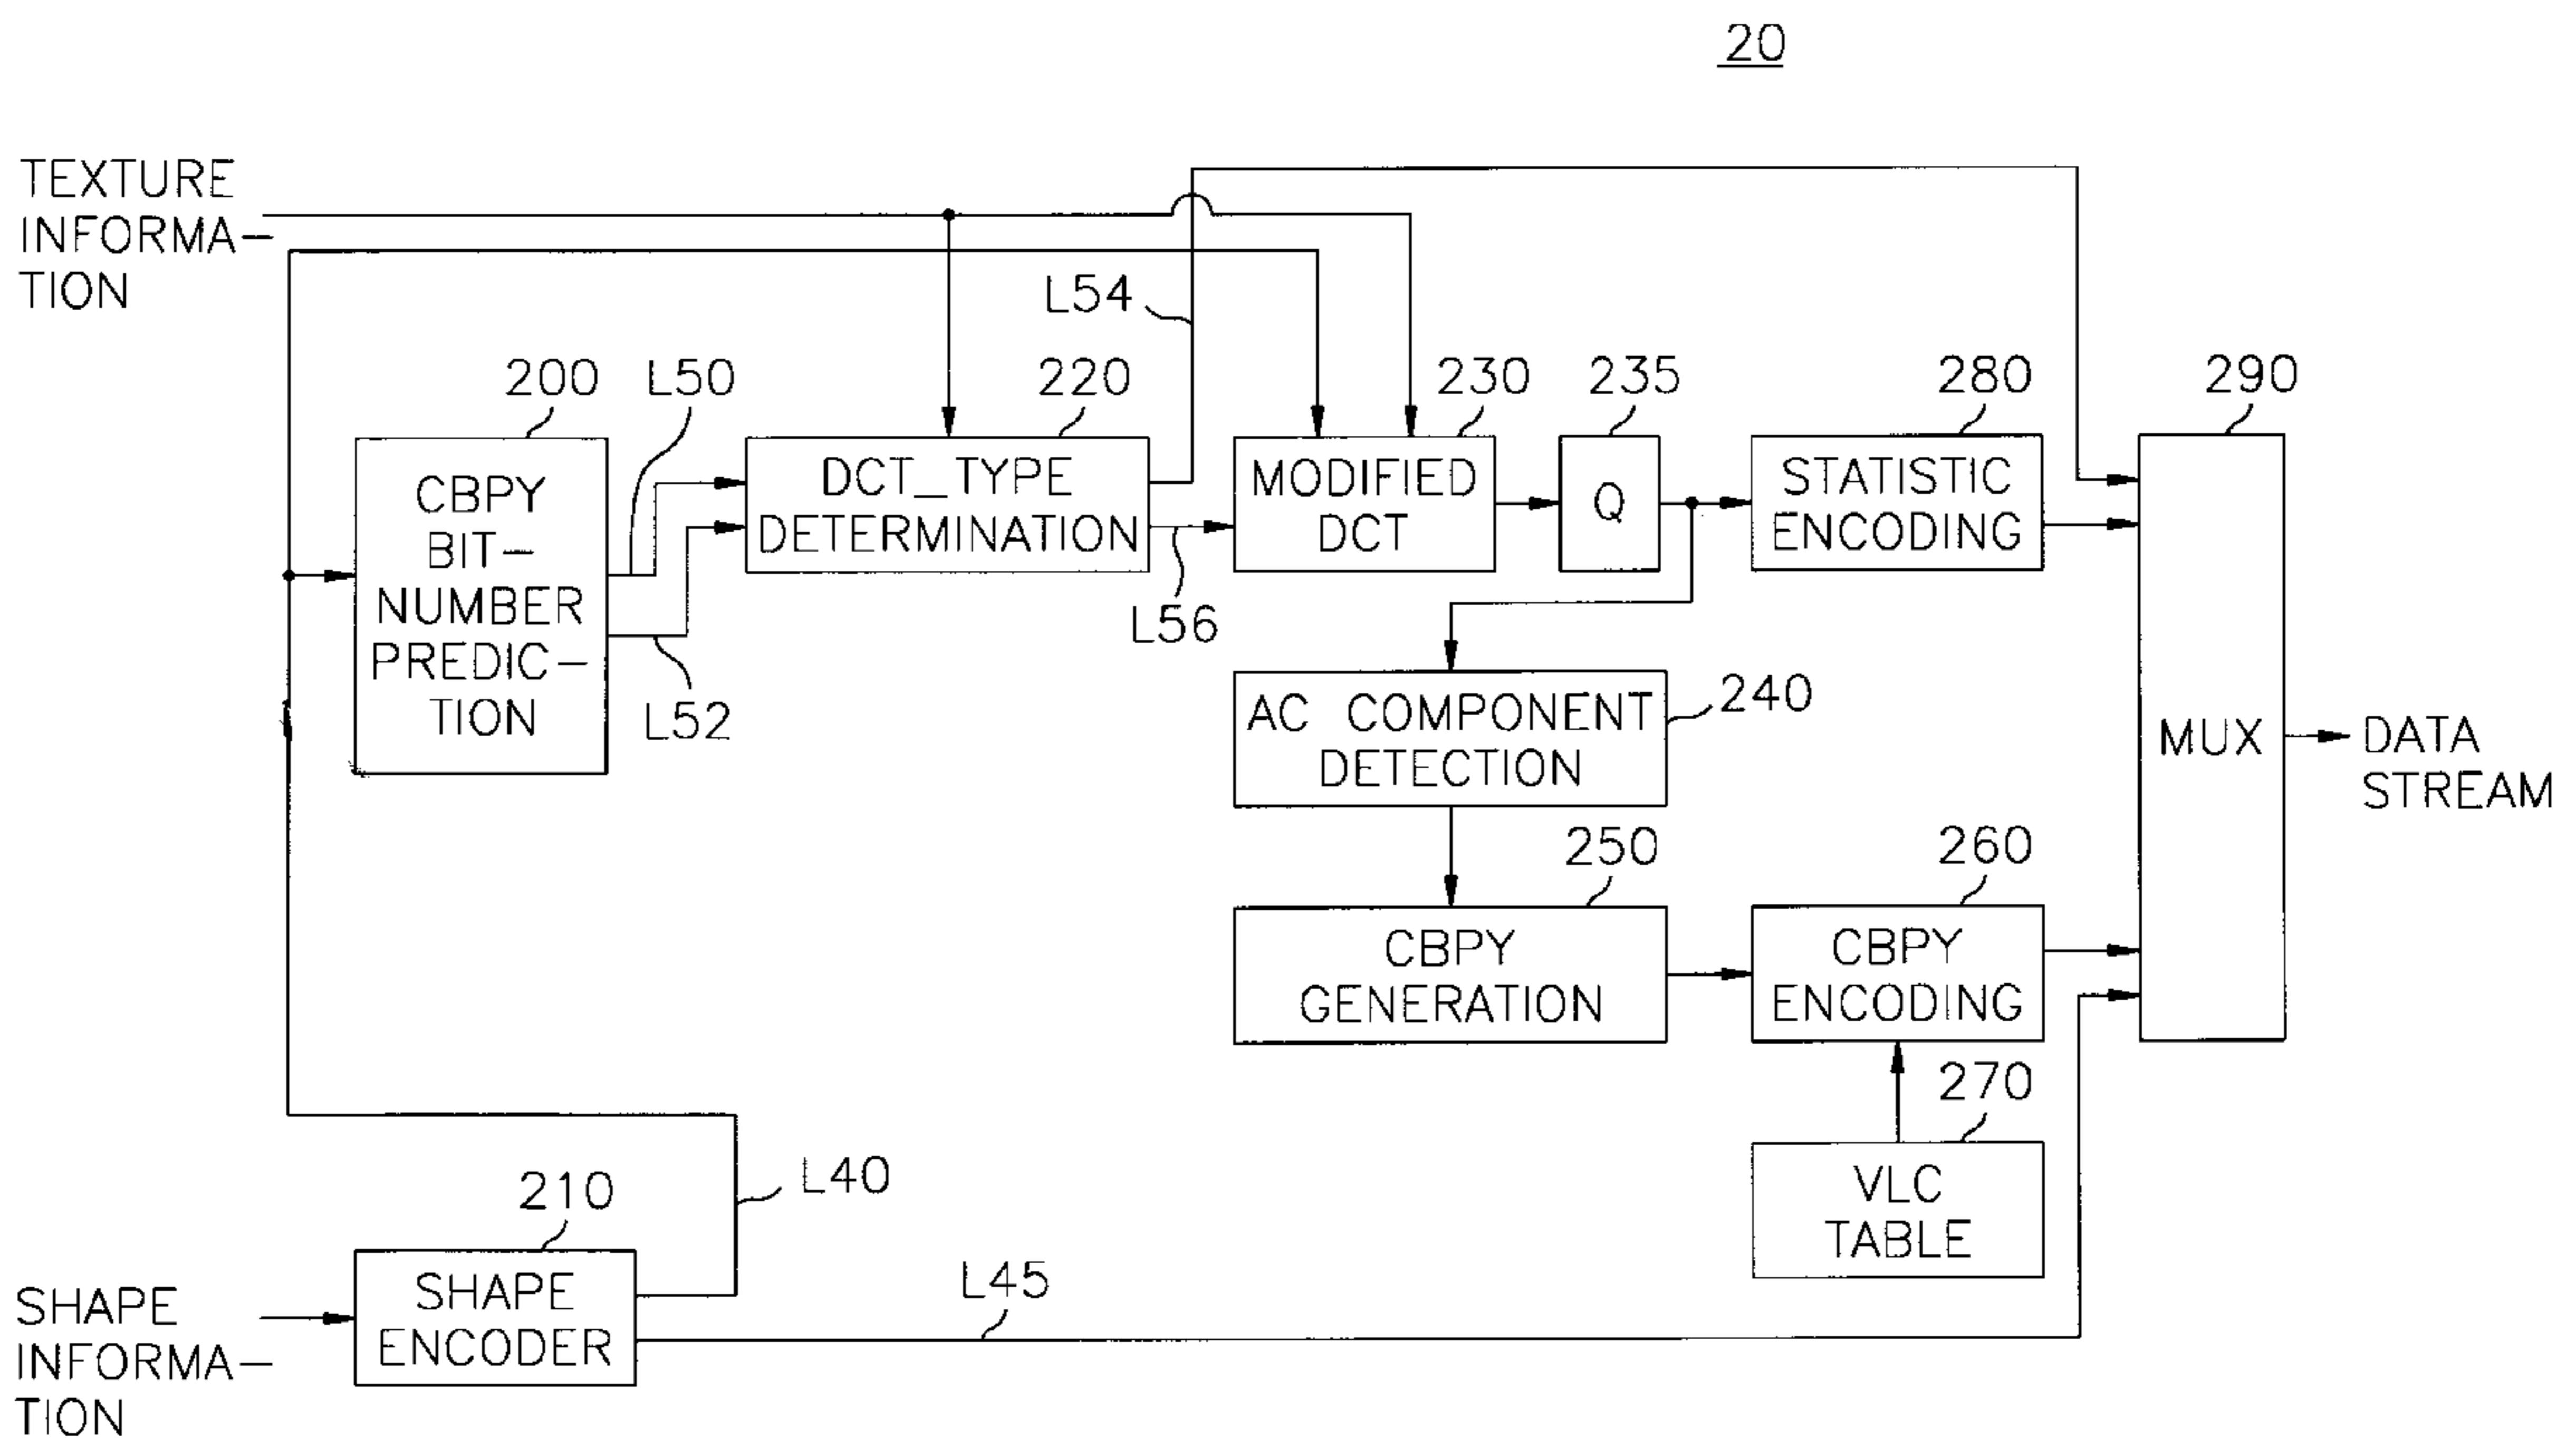 20
TEXTURE
INFORMA-
TION
L54
200
L50
220
230
235
280
290
CBPY
BIT-
NUMBER
PREDIC-
TION
DCT_TYPE
DETERMINATION
MODIFIED
DCT
Q
STATISTIC
ENCODING
L56
L52
AC COMPONENT
DETECTION
240
MUX
DATA
STREAM
250
260
CBPY
GENERATION
CBPY
ENCODING
270
VLC
TABLE
L40
210
SHAPE
INFORMA-
TION
SHAPE
ENCODER
L45